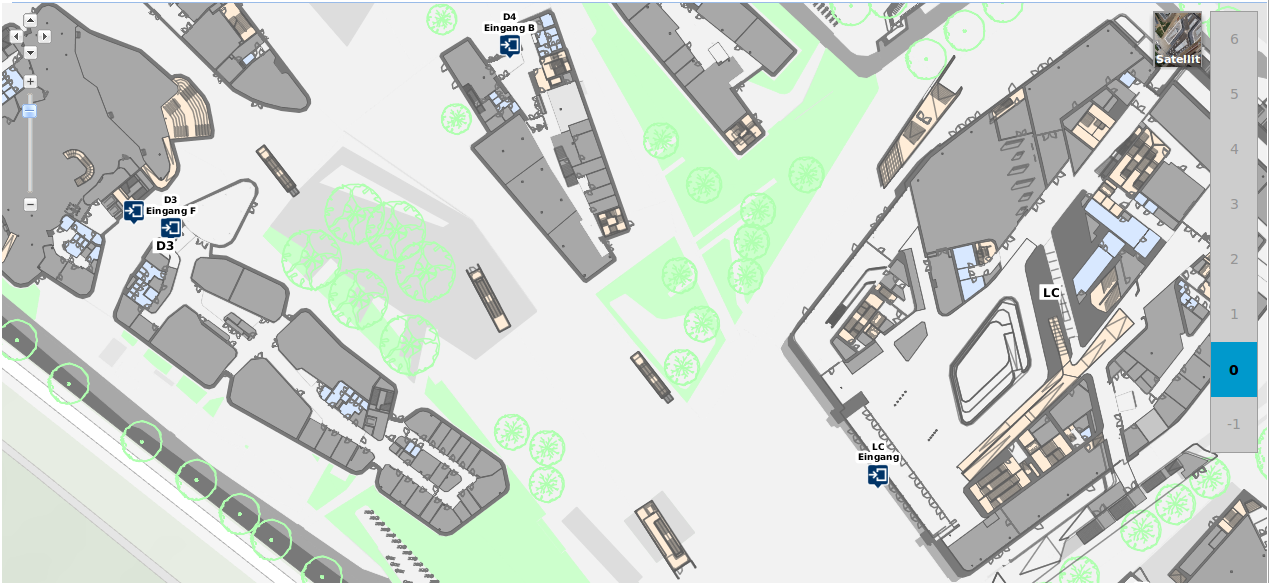 D4
Eingang B
D3
Eingang F
D3
LC
LC
Eingang
Satellit
6
5
4
3
2
1
0
-1